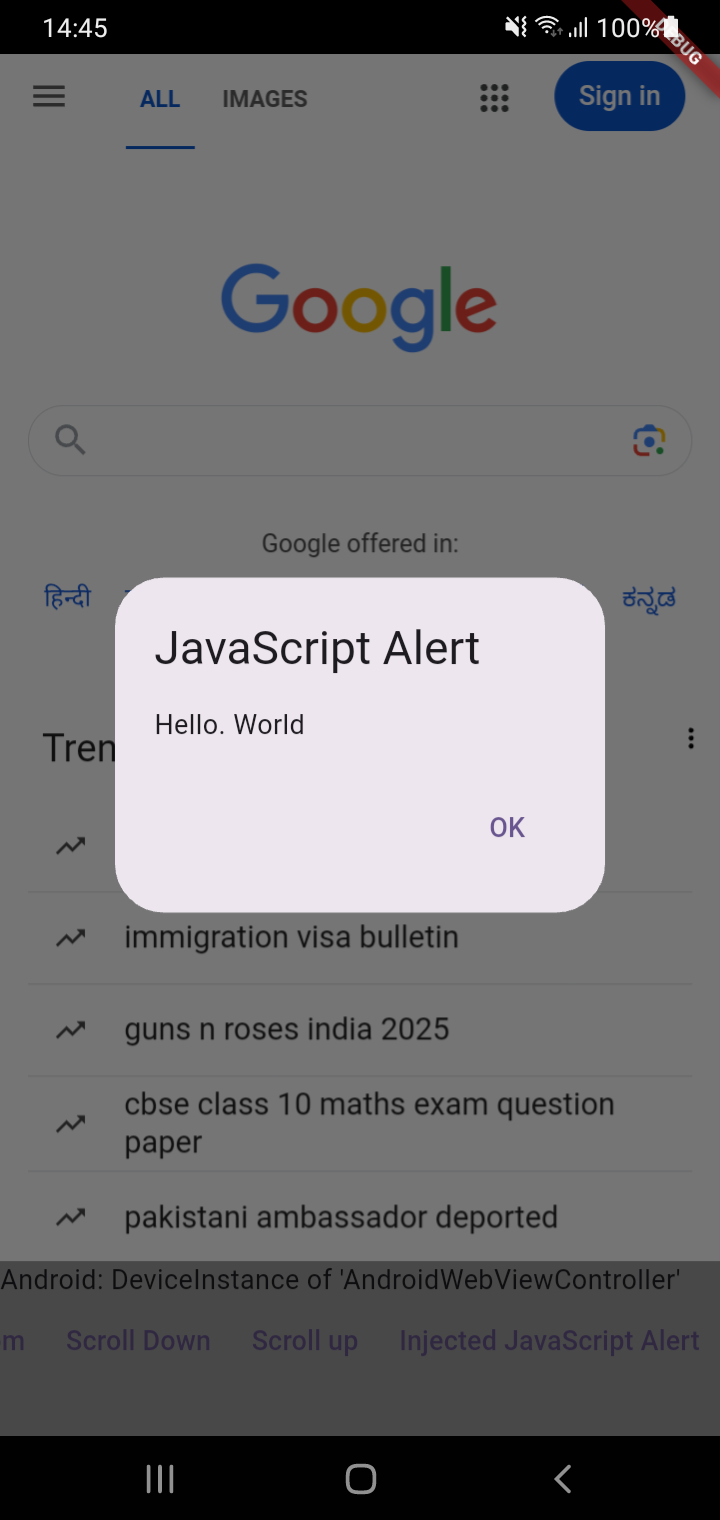 14:45
100%
DEBUG
ALL IMAGES Sign in
Google
Google offered in:
हिन्दी ಕನ್ನಡ
JavaScript Alert
Hello. World
OK
Tren
immigration visa bulletin
guns n roses india 2025
cbse class 10 maths exam question
paper
pakistani ambassador deported
Android: DeviceInstance of 'AndroidWebViewController'
m Scroll Down Scroll up Injected JavaScript Alert